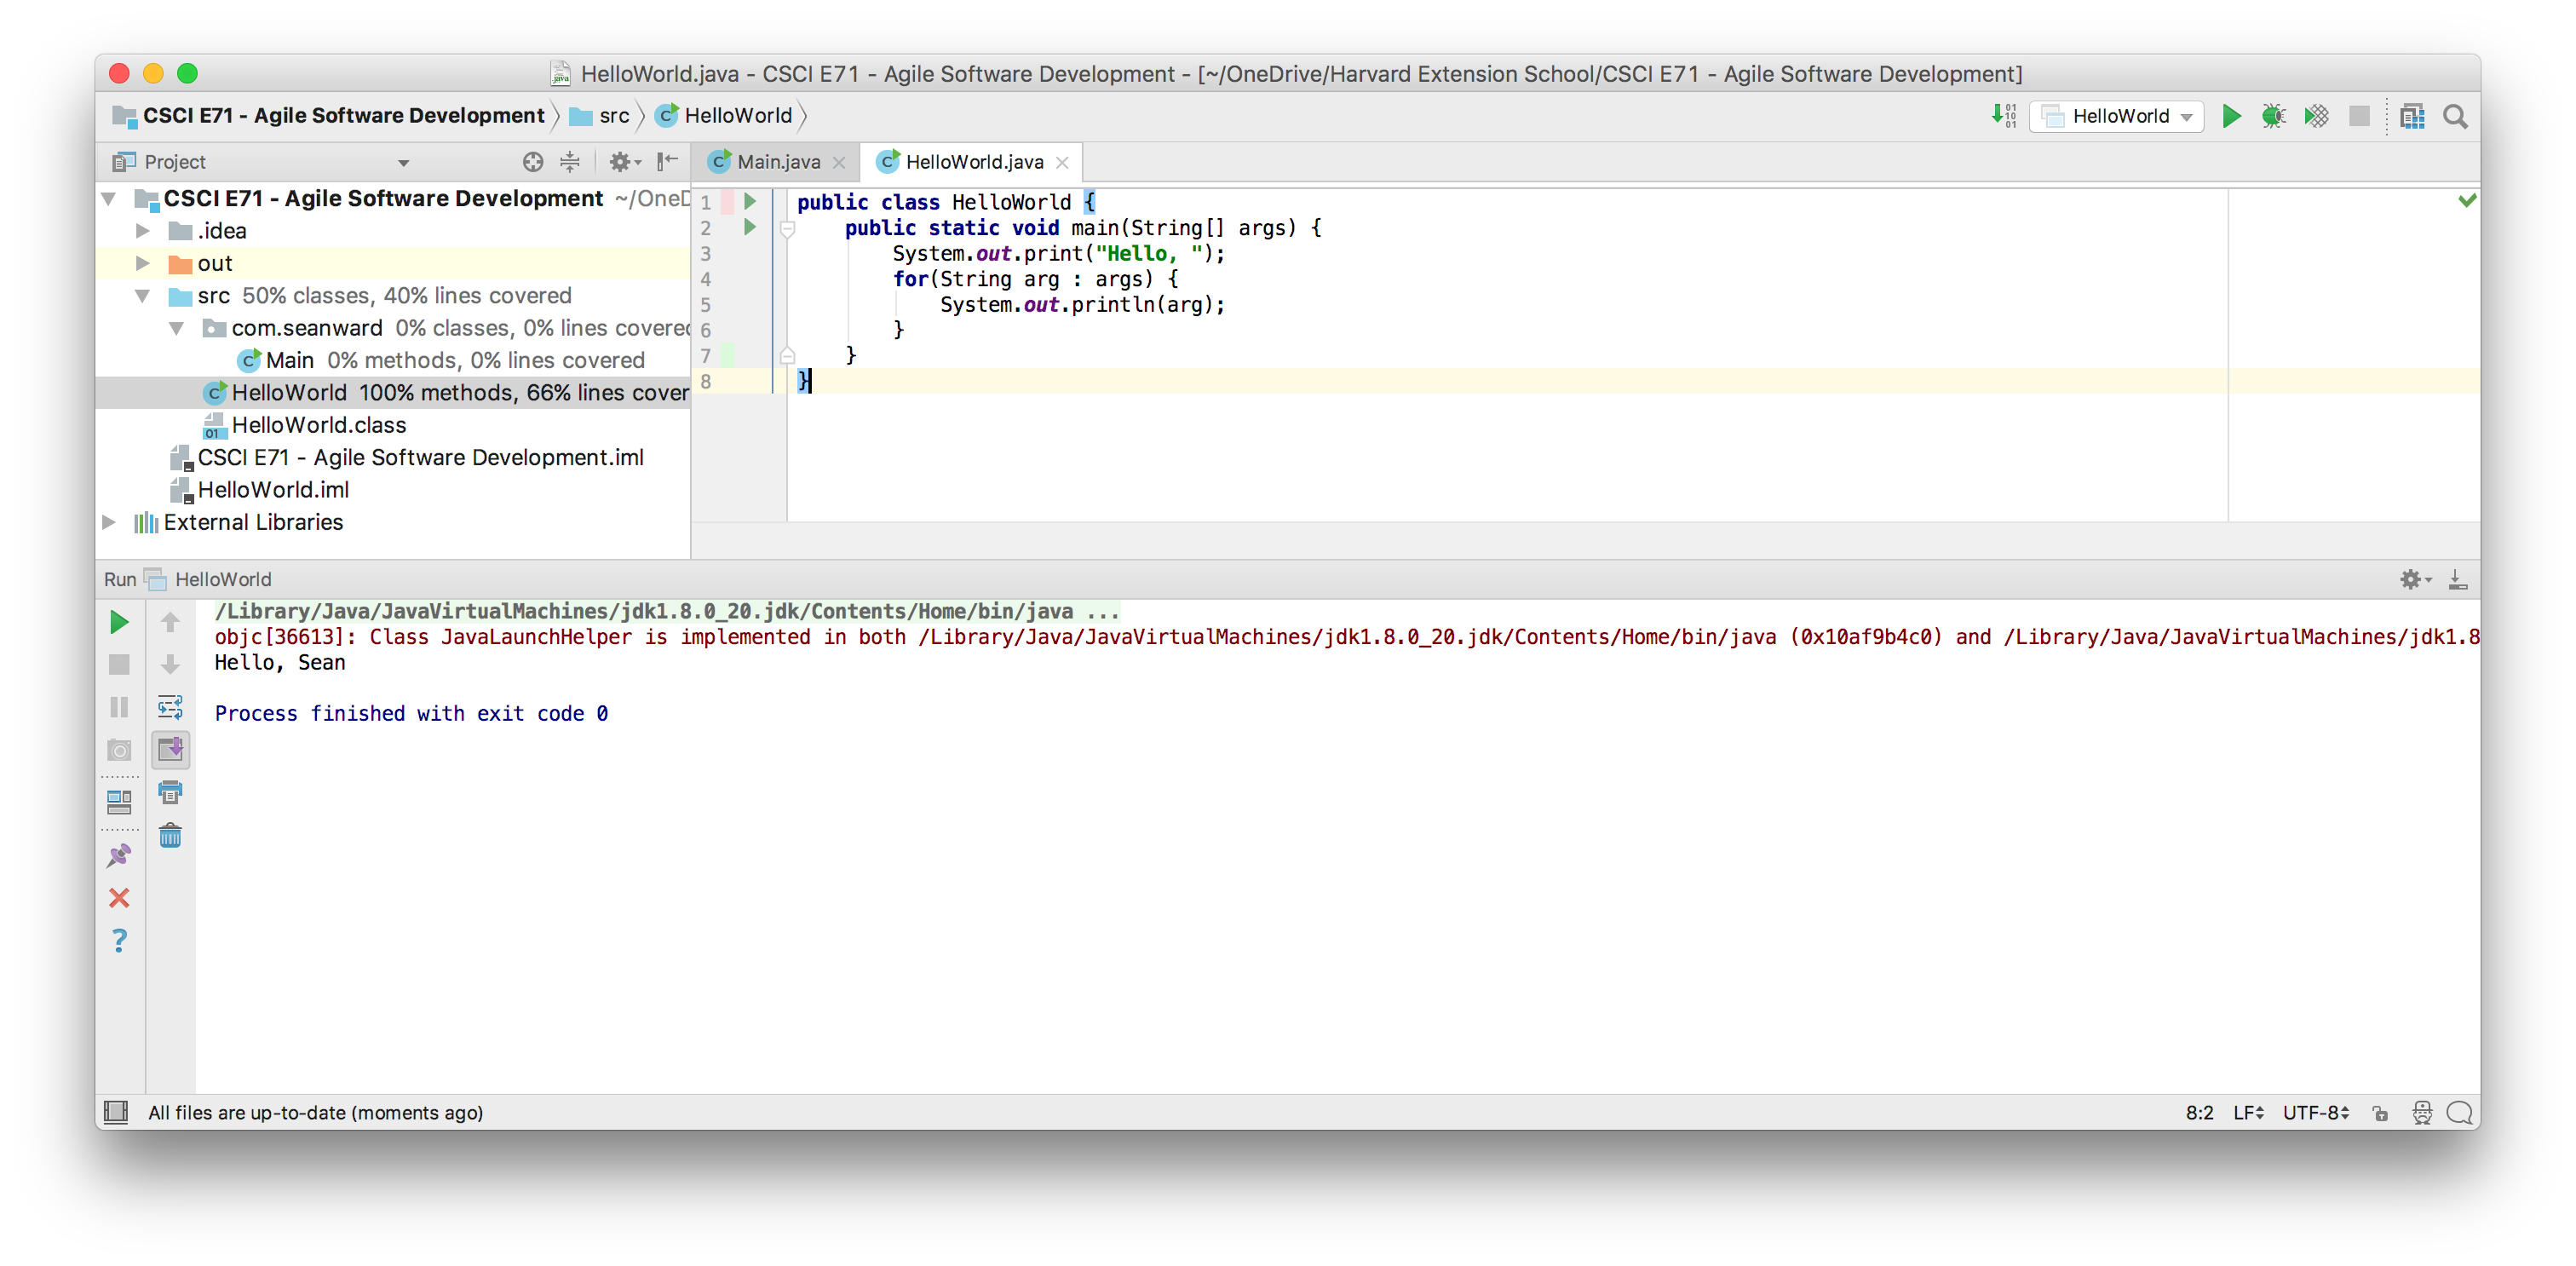 HelloWorld.java - CSCI E71 - Agile Software Development - [~/OneDrive/Harvard Extension School/CSCI E71 - Agile Software Development]
CSCI E71 - Agile Software Development src HelloWorld HelloWorld
Project Main.java HelloWorld.java
CSCI E71 - Agile Software Development ~/OneD
.idea
out
src 50% classes, 40% lines covered
com.seanward 0% classes, 0% lines covered
Main 0% methods, 0% lines covered
HelloWorld 100% methods, 66% lines cover
HelloWorld.class
CSCI E71 - Agile Software Development.iml
HelloWorld.iml
External Libraries
1 public class HelloWorld {
2 public static void main(String[] args) {
3 System.out.print("Hello, ");
4 for(String arg : args) {
5 System.out.println(arg);
6 }
7 }
8 }
Run HelloWorld
/Library/Java/JavaVirtualMachines/jdk1.8.0_20.jdk/Contents/Home/bin/java ...
objc[36613]: Class JavaLaunchHelper is implemented in both /Library/Java/JavaVirtualMachines/jdk1.8.0_20.jdk/Contents/Home/bin/java (0x10af9b4c0) and /Library/Java/JavaVirtualMachines/jdk1.8
Hello, Sean
Process finished with exit code 0
All files are up-to-date (moments ago) 8:2 LF UTF-8